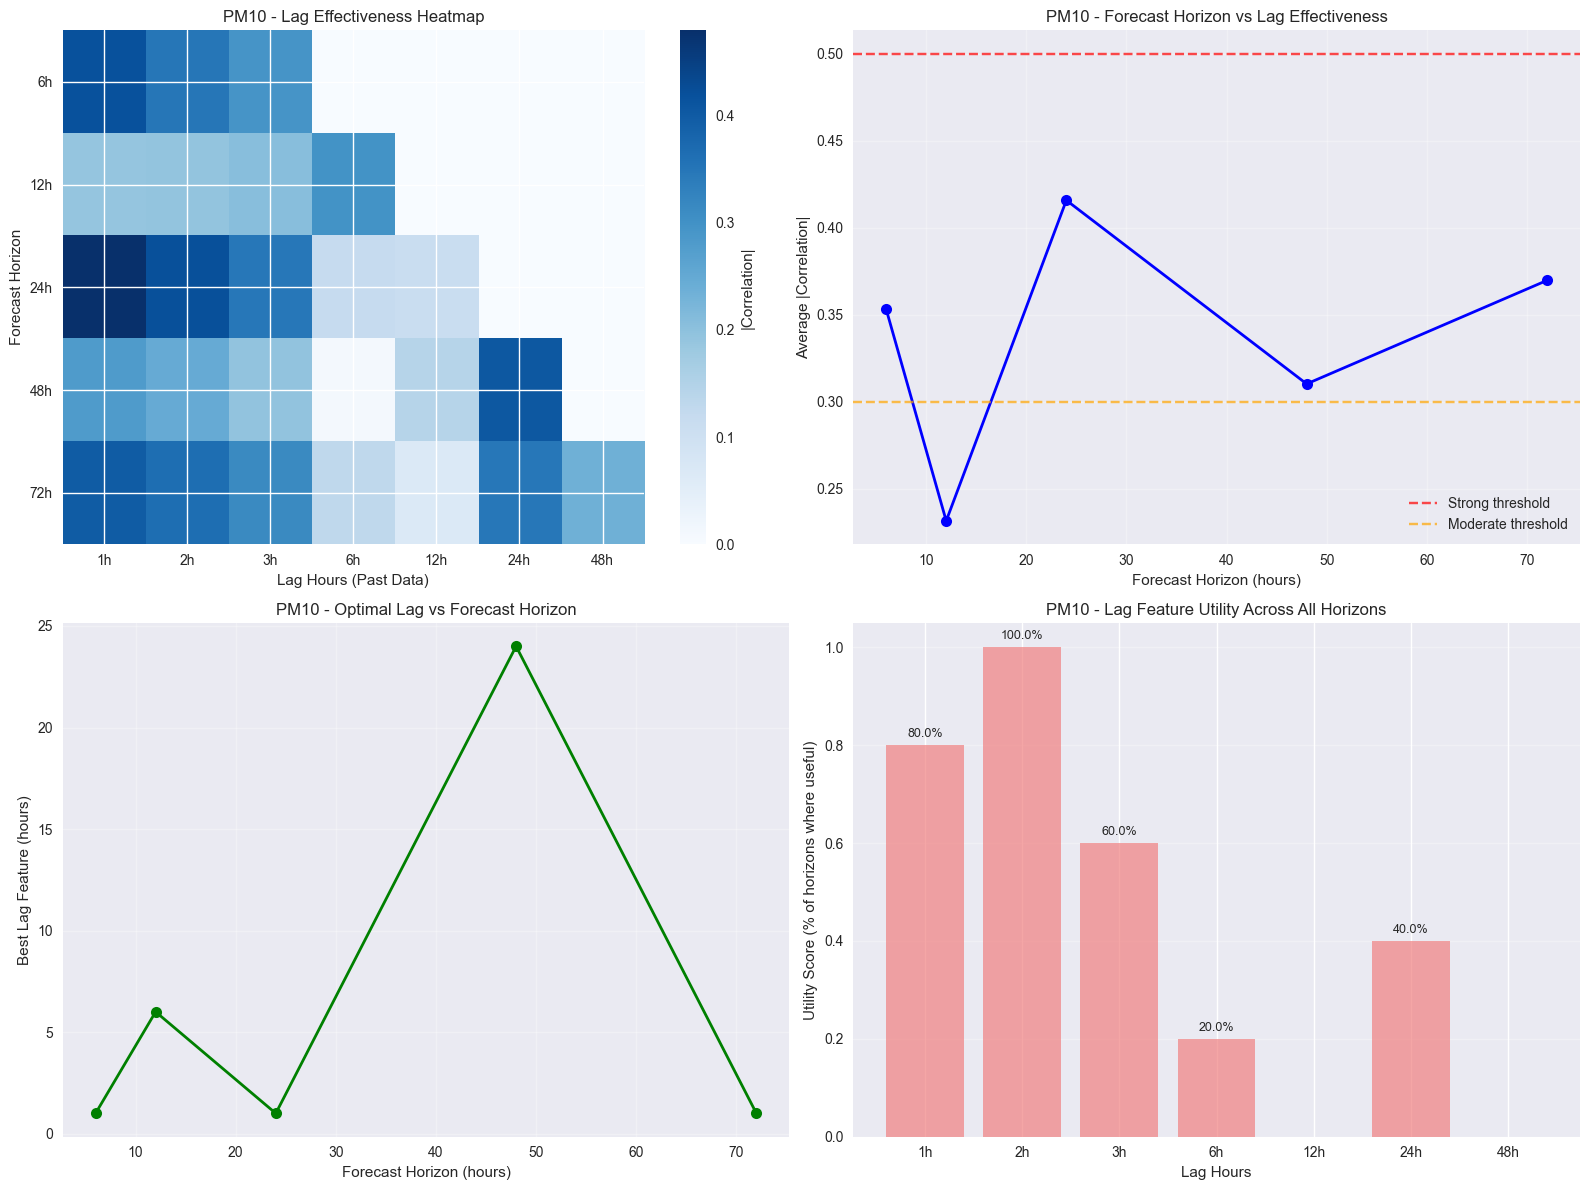 PM10 - Lag Effectiveness Heatmap
6h
12h
24h
48h
72h
Forecast Horizon
1h 2h 3h 6h 12h 24h 48h
Lag Hours (Past Data)
0.4
0.3
0.2
0.1
0.0
|Correlation|
PM10 - Forecast Horizon vs Lag Effectiveness
0.50
0.45
0.40
0.35
0.30
0.25
Average |Correlation|
10 20 30 40 50 60 70
Forecast Horizon (hours)
Strong threshold
Moderate threshold
PM10 - Optimal Lag vs Forecast Horizon
25
20
15
10
5
0
Best Lag Feature (hours)
10 20 30 40 50 60 70
Forecast Horizon (hours)
PM10 - Lag Feature Utility Across All Horizons
1.0
0.8
0.6
0.4
0.2
0.0
Utility Score (% of horizons where useful)
80.0%
100.0%
60.0%
20.0%
40.0%
1h 2h 3h 6h 12h 24h 48h
Lag Hours